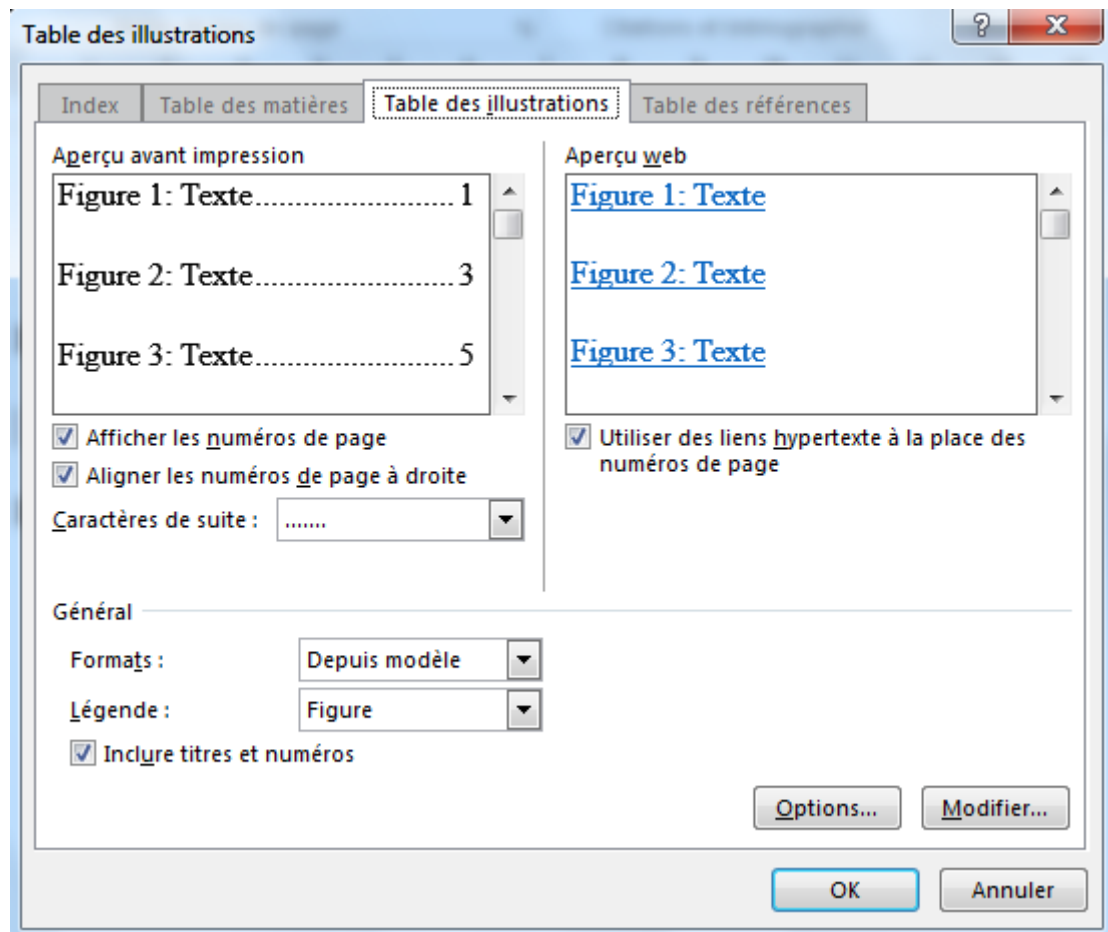 Table des illustrations
Index Table des matières Table des illustrations Table des références
Aperçu avant impression
Figure 1: Texte........................ 1
Figure 2: Texte........................ 3
Figure 3: Texte........................ 5
Afficher les numéros de page
Aligner les numéros de page à droite
Caractères de suite : .......
Aperçu web
Figure 1: Texte
Figure 2: Texte
Figure 3: Texte
Utiliser des liens hypertexte à la place des
numéros de page
Général
Formats : Depuis modèle
Légende : Figure
Inclure titres et numéros
Options... Modifier...
OK Annuler